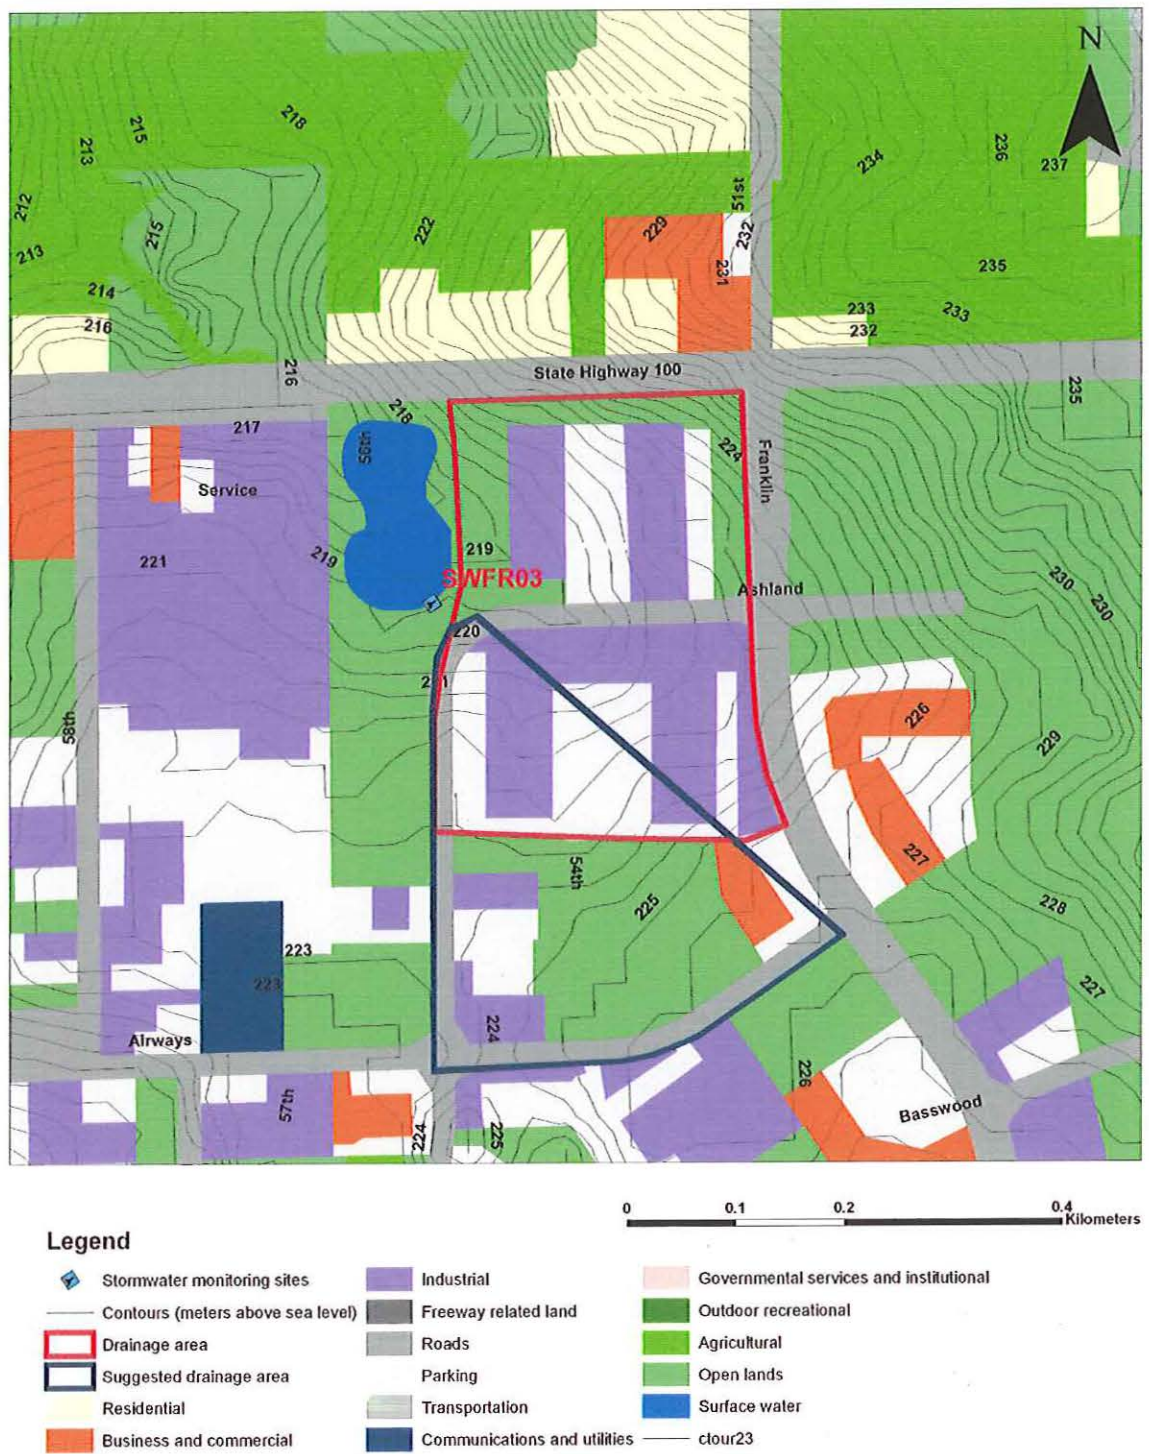 N
218
215
213
236
234
237
51st
212
222
229
232
215
213
231
235
214
233
233
216
232
State Highway 100
216
235
218
217
56th
224
Franklin
Service
219
219
221
SWFR03
230
Ashland
230
220
226
58th
229
227
54th
225
228
223
223
227
224
Airways
226
57th
Basswood
224
225
0 0.1 0.2 0.4
Kilometers
Legend
Stormwater monitoring sites
Contours (meters above sea level)
Drainage area
Suggested drainage area
Residential
Business and commercial
Industrial
Freeway related land
Roads
Parking
Transportation
Communications and utilities
Governmental services and institutional
Outdoor recreational
Agricultural
Open lands
Surface water
ctour23